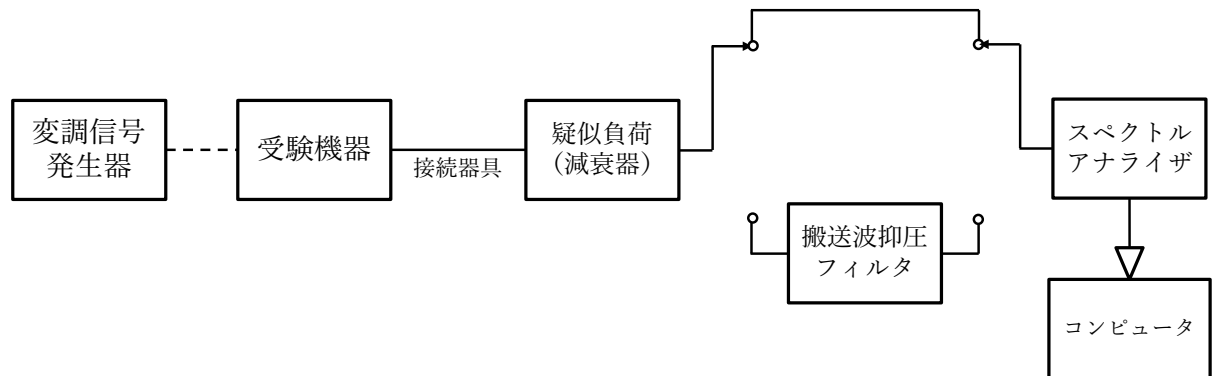 変調信号
発生器
受験機器
接続器具
疑似負荷
（減衰器）
スペクトル
アナライザ
搬送波抑圧
フィルタ
コンピュータ